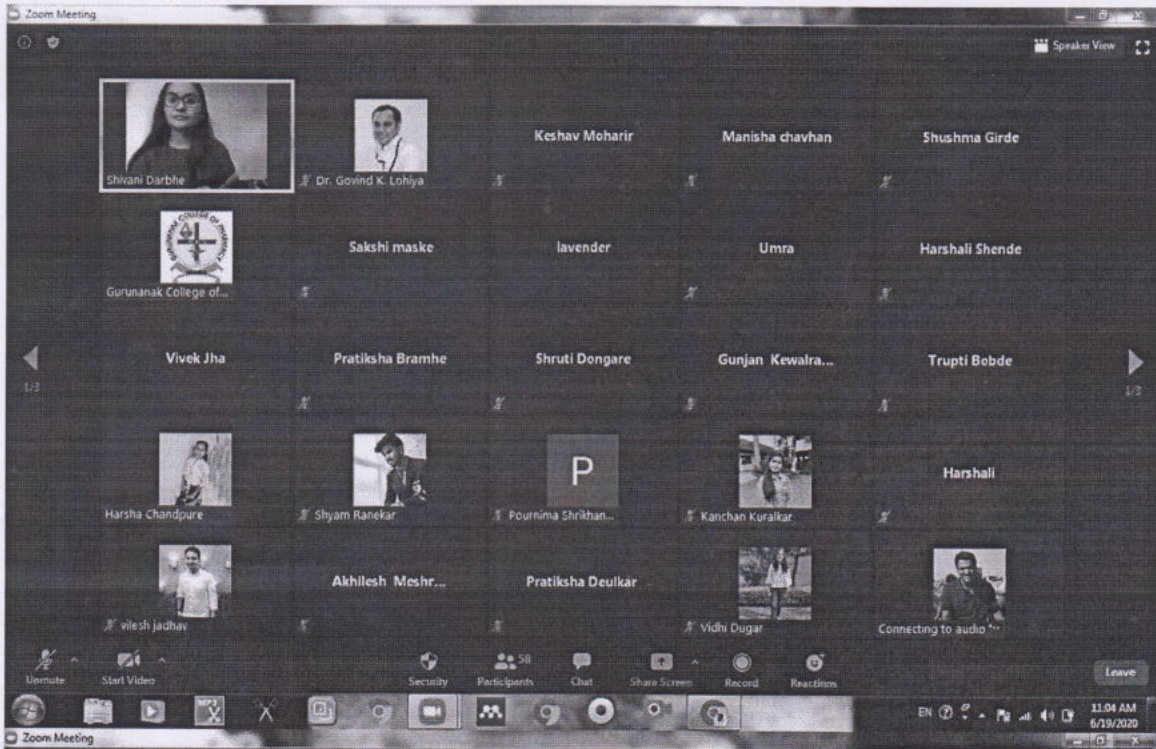 Zoom Meeting
Speaker View
Shivani Darbhe
Dr. Govind K. Lohiya
Keshav Moharir
Manisha chavhan
Shushma Girde
COLLEGE OF PHARMACY
Gurunanak College of...
Sakshi maske
lavender
Umra
Harshali Shende
Vivek Jha
Pratiksha Bramhe
Shruti Dongare
Gunjan Kewalra...
Trupti Bobde
1/3
1/3
Harsha Chandpure
Shyam Ranekar
P
Pournima Shrikhan...
Kanchan Kuralkar
Harshali
vilesh jadhav
Akhilesh Meshr...
Pratiksha Deulkar
Vidhi Dugar
Connecting to audio
Unmute
Start Video
Security
58
Participants
Chat
Share Screen
Record
Reactions
Leave
EN
11:04 AM
6/19/2020
Zoom Meeting